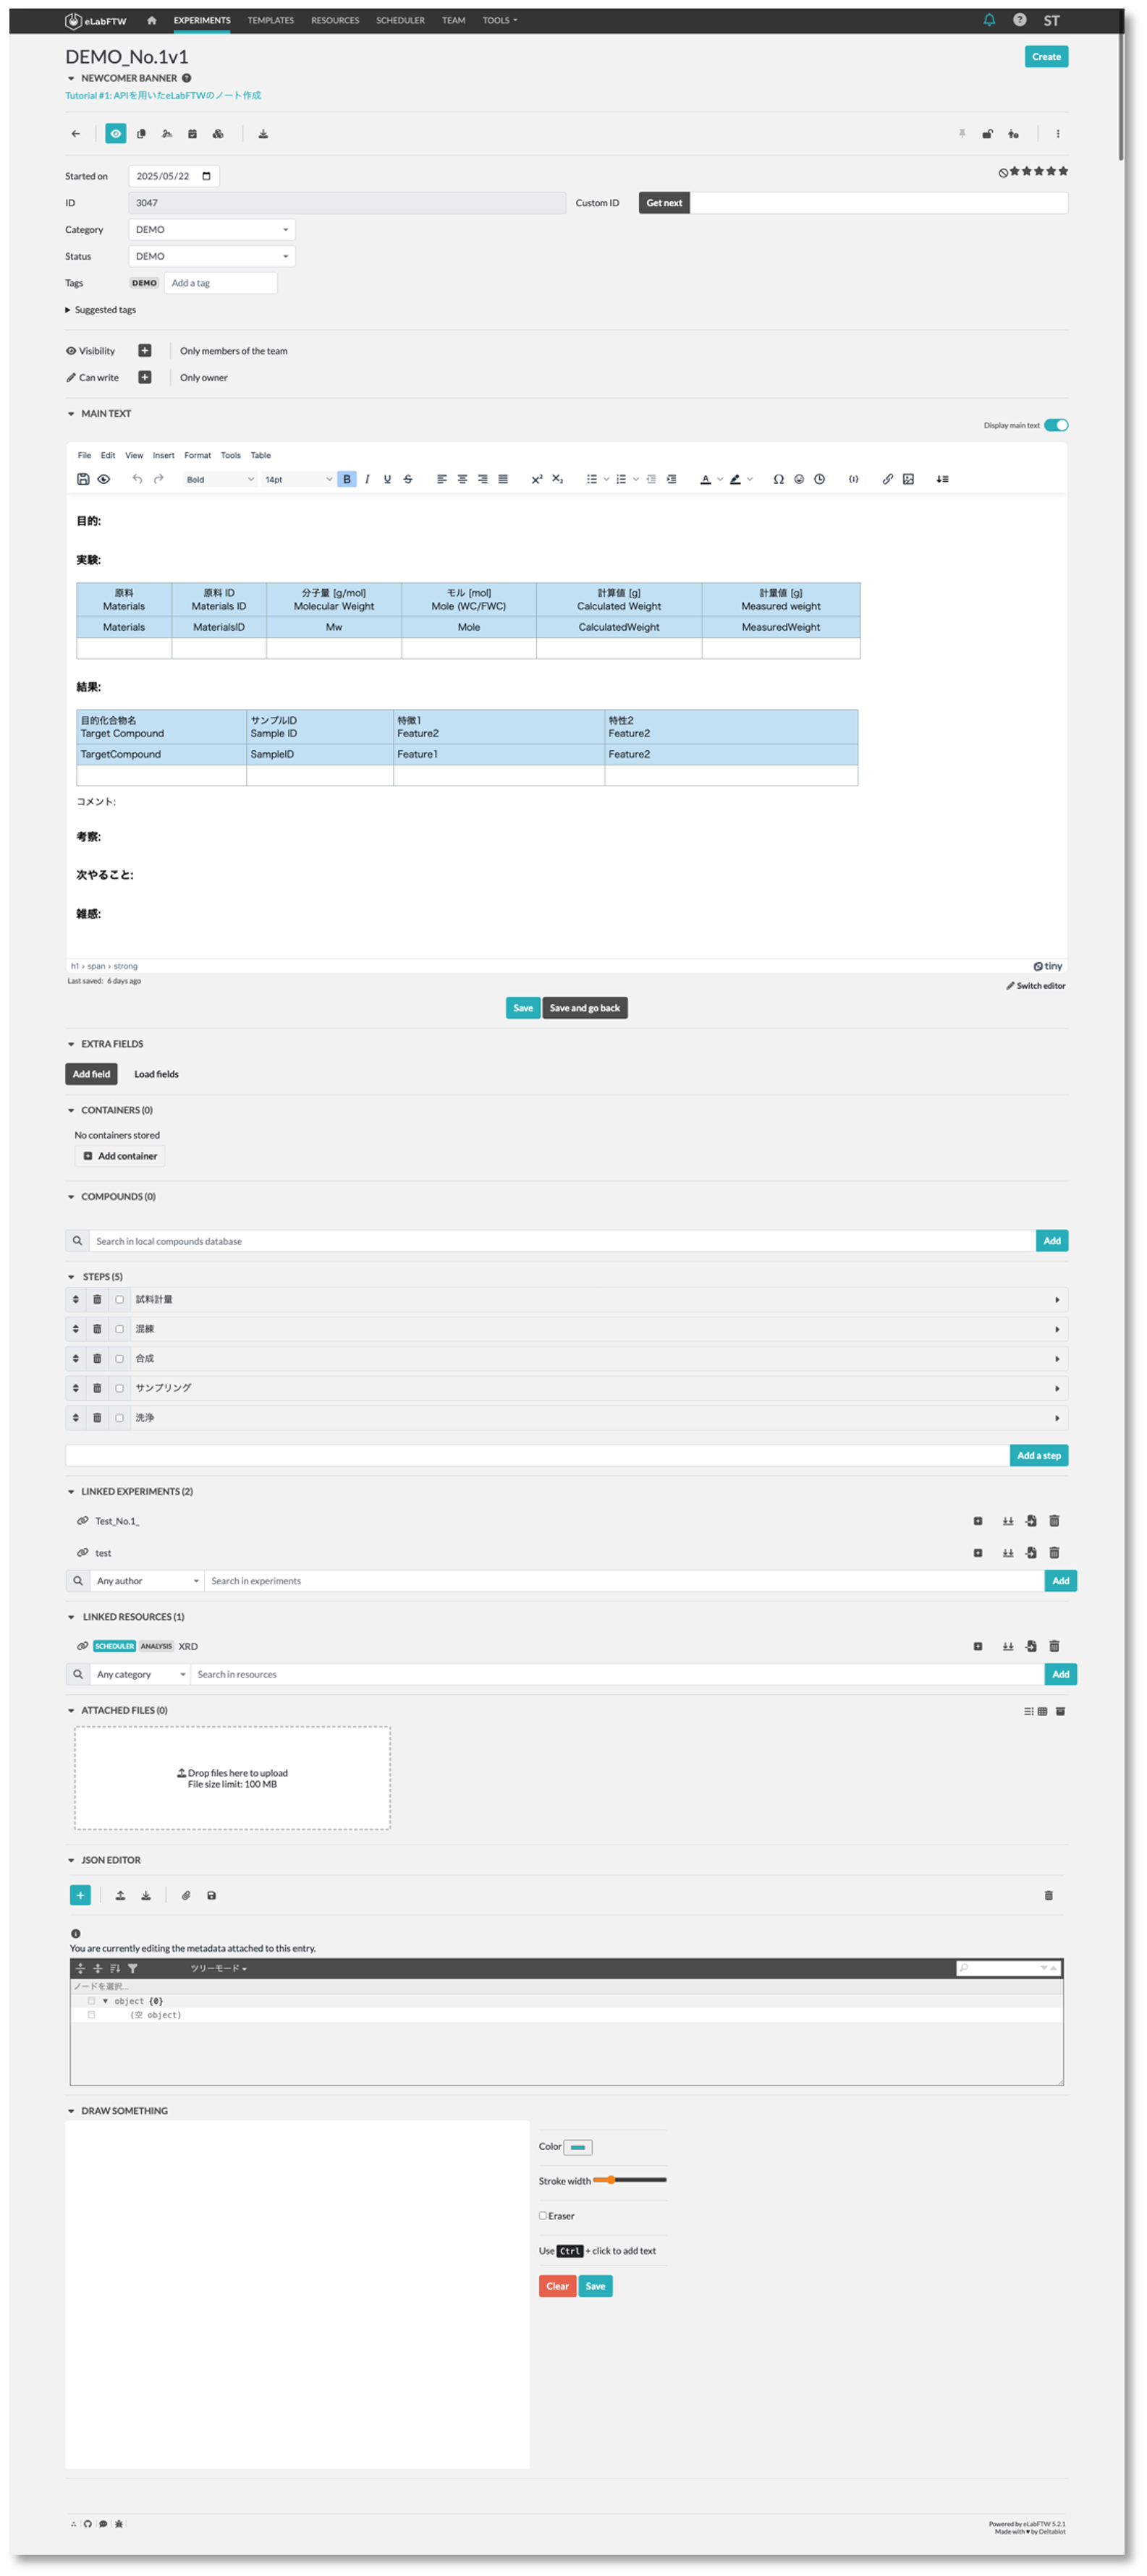 eLabFTW EXPERIMENTS TEMPLATES RESOURCES SCHEDULER TEAM TOOLS ST
DEMO_No.1v1 Create
NEWCOMER BANNER
Tutorial #1: APIを用いたeLabFTWのノート作成
Started on 2025/05/22
ID 3047 Custom ID Get next
Category DEMO
Status DEMO
Tags DEMO Add a tag
Suggested tags
Visibility Only members of the team
Can write Only owner
MAIN TEXT
Display main text
File Edit View Insert Format Tools Table
Bold 14pt B I U S
目的:
実験:
原料 原料 ID 分子量 [g/mol] モル [mol] 計算値 [g] 計量値 [g]
Materials Materials ID Molecular Weight Mole (WC/FWC) Calculated Weight Measured weight
Materials MaterialsID Mw Mole CalculatedWeight MeasuredWeight
結果:
目的化合物名 サンプルID 特徴1 特性2
Target Compound Sample ID Feature2 Feature2
TargetCompound SampleID Feature1 Feature2
コメント:
考察:
次やること:
雑感:
h1 › span › strong tiny
Last saved: 6 days ago
Switch editor
Save Save and go back
EXTRA FIELDS
Add field Load fields
CONTAINERS (0)
No containers stored
Add container
COMPOUNDS (0)
Search in local compounds database Add
STEPS (5)
試料計量
混練
合成
サンプリング
洗浄
Add a step
LINKED EXPERIMENTS (2)
Test_No.1_
test
Any author Search in experiments Add
LINKED RESOURCES (1)
SCHEDULER ANALYSIS XRD
Any category Search in resources Add
ATTACHED FILES (0)
Drop files here to upload
File size limit: 100 MB
JSON EDITOR
You are currently editing the metadata attached to this entry.
ツリーモード
ノードを選択...
object {0}
(空 object)
DRAW SOMETHING
Color
Stroke width
Eraser
Use Ctrl + click to add text
Clear Save
Powered by eLabFTW 5.2.1
Made with ♥ by Deltablot